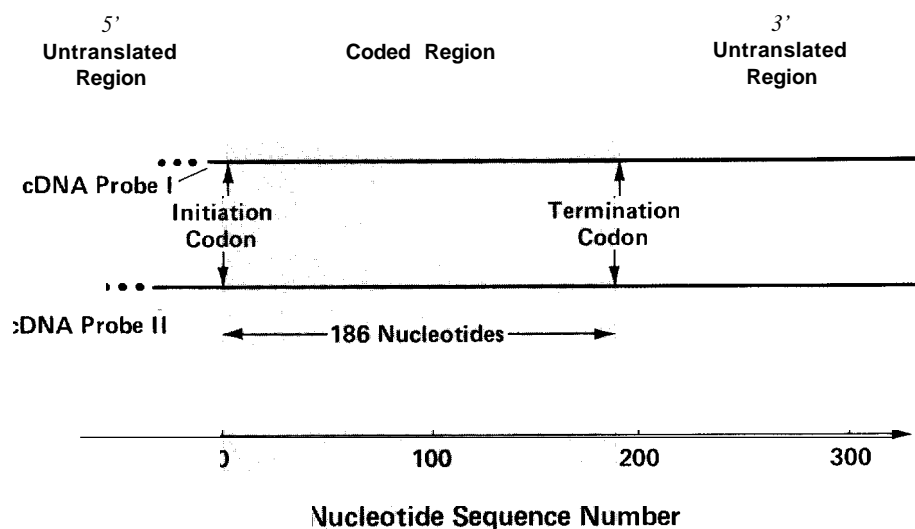 5'
Untranslated
Region
Coded Region
3'
Untranslated
Region
cDNA Probe I
Initiation
Codon
Termination
Codon
cDNA Probe II
186 Nucleotides
0 100 200 300
Nucleotide Sequence Number